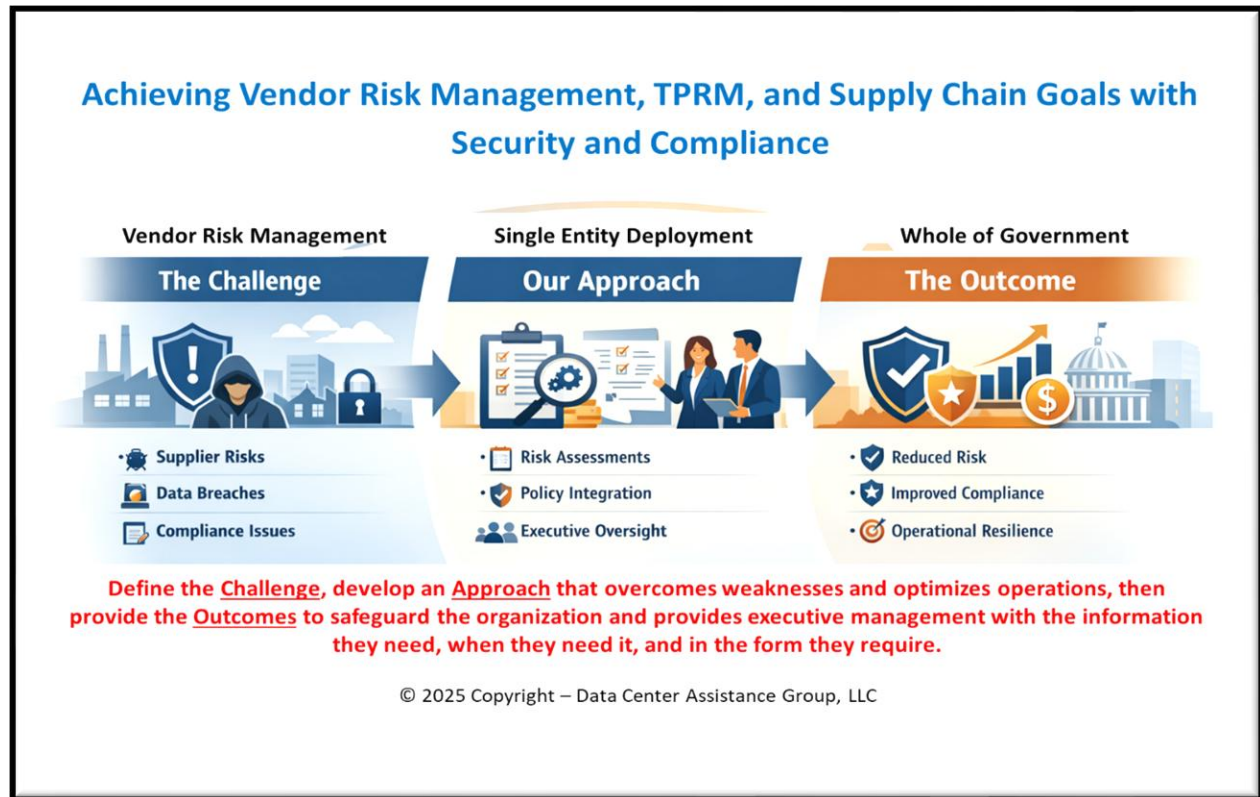 Achieving Vendor Risk Management, TPRM, and Supply Chain Goals with
Security and Compliance
Vendor Risk Management
The Challenge
• Supplier Risks
Data Breaches
Compliance Issues
Single Entity Deployment
Our Approach
• Risk Assessments
• Policy Integration
Executive Oversight
Whole of Government
The Outcome
$
• Reduced Risk
• Improved Compliance
• Operational Resilience
Define the Challenge, develop an Approach that overcomes weaknesses and optimizes operations, then
provide the Outcomes to safeguard the organization and provides executive management with the information
they need, when they need it, and in the form they require.
© 2025 Copyright – Data Center Assistance Group, LLC